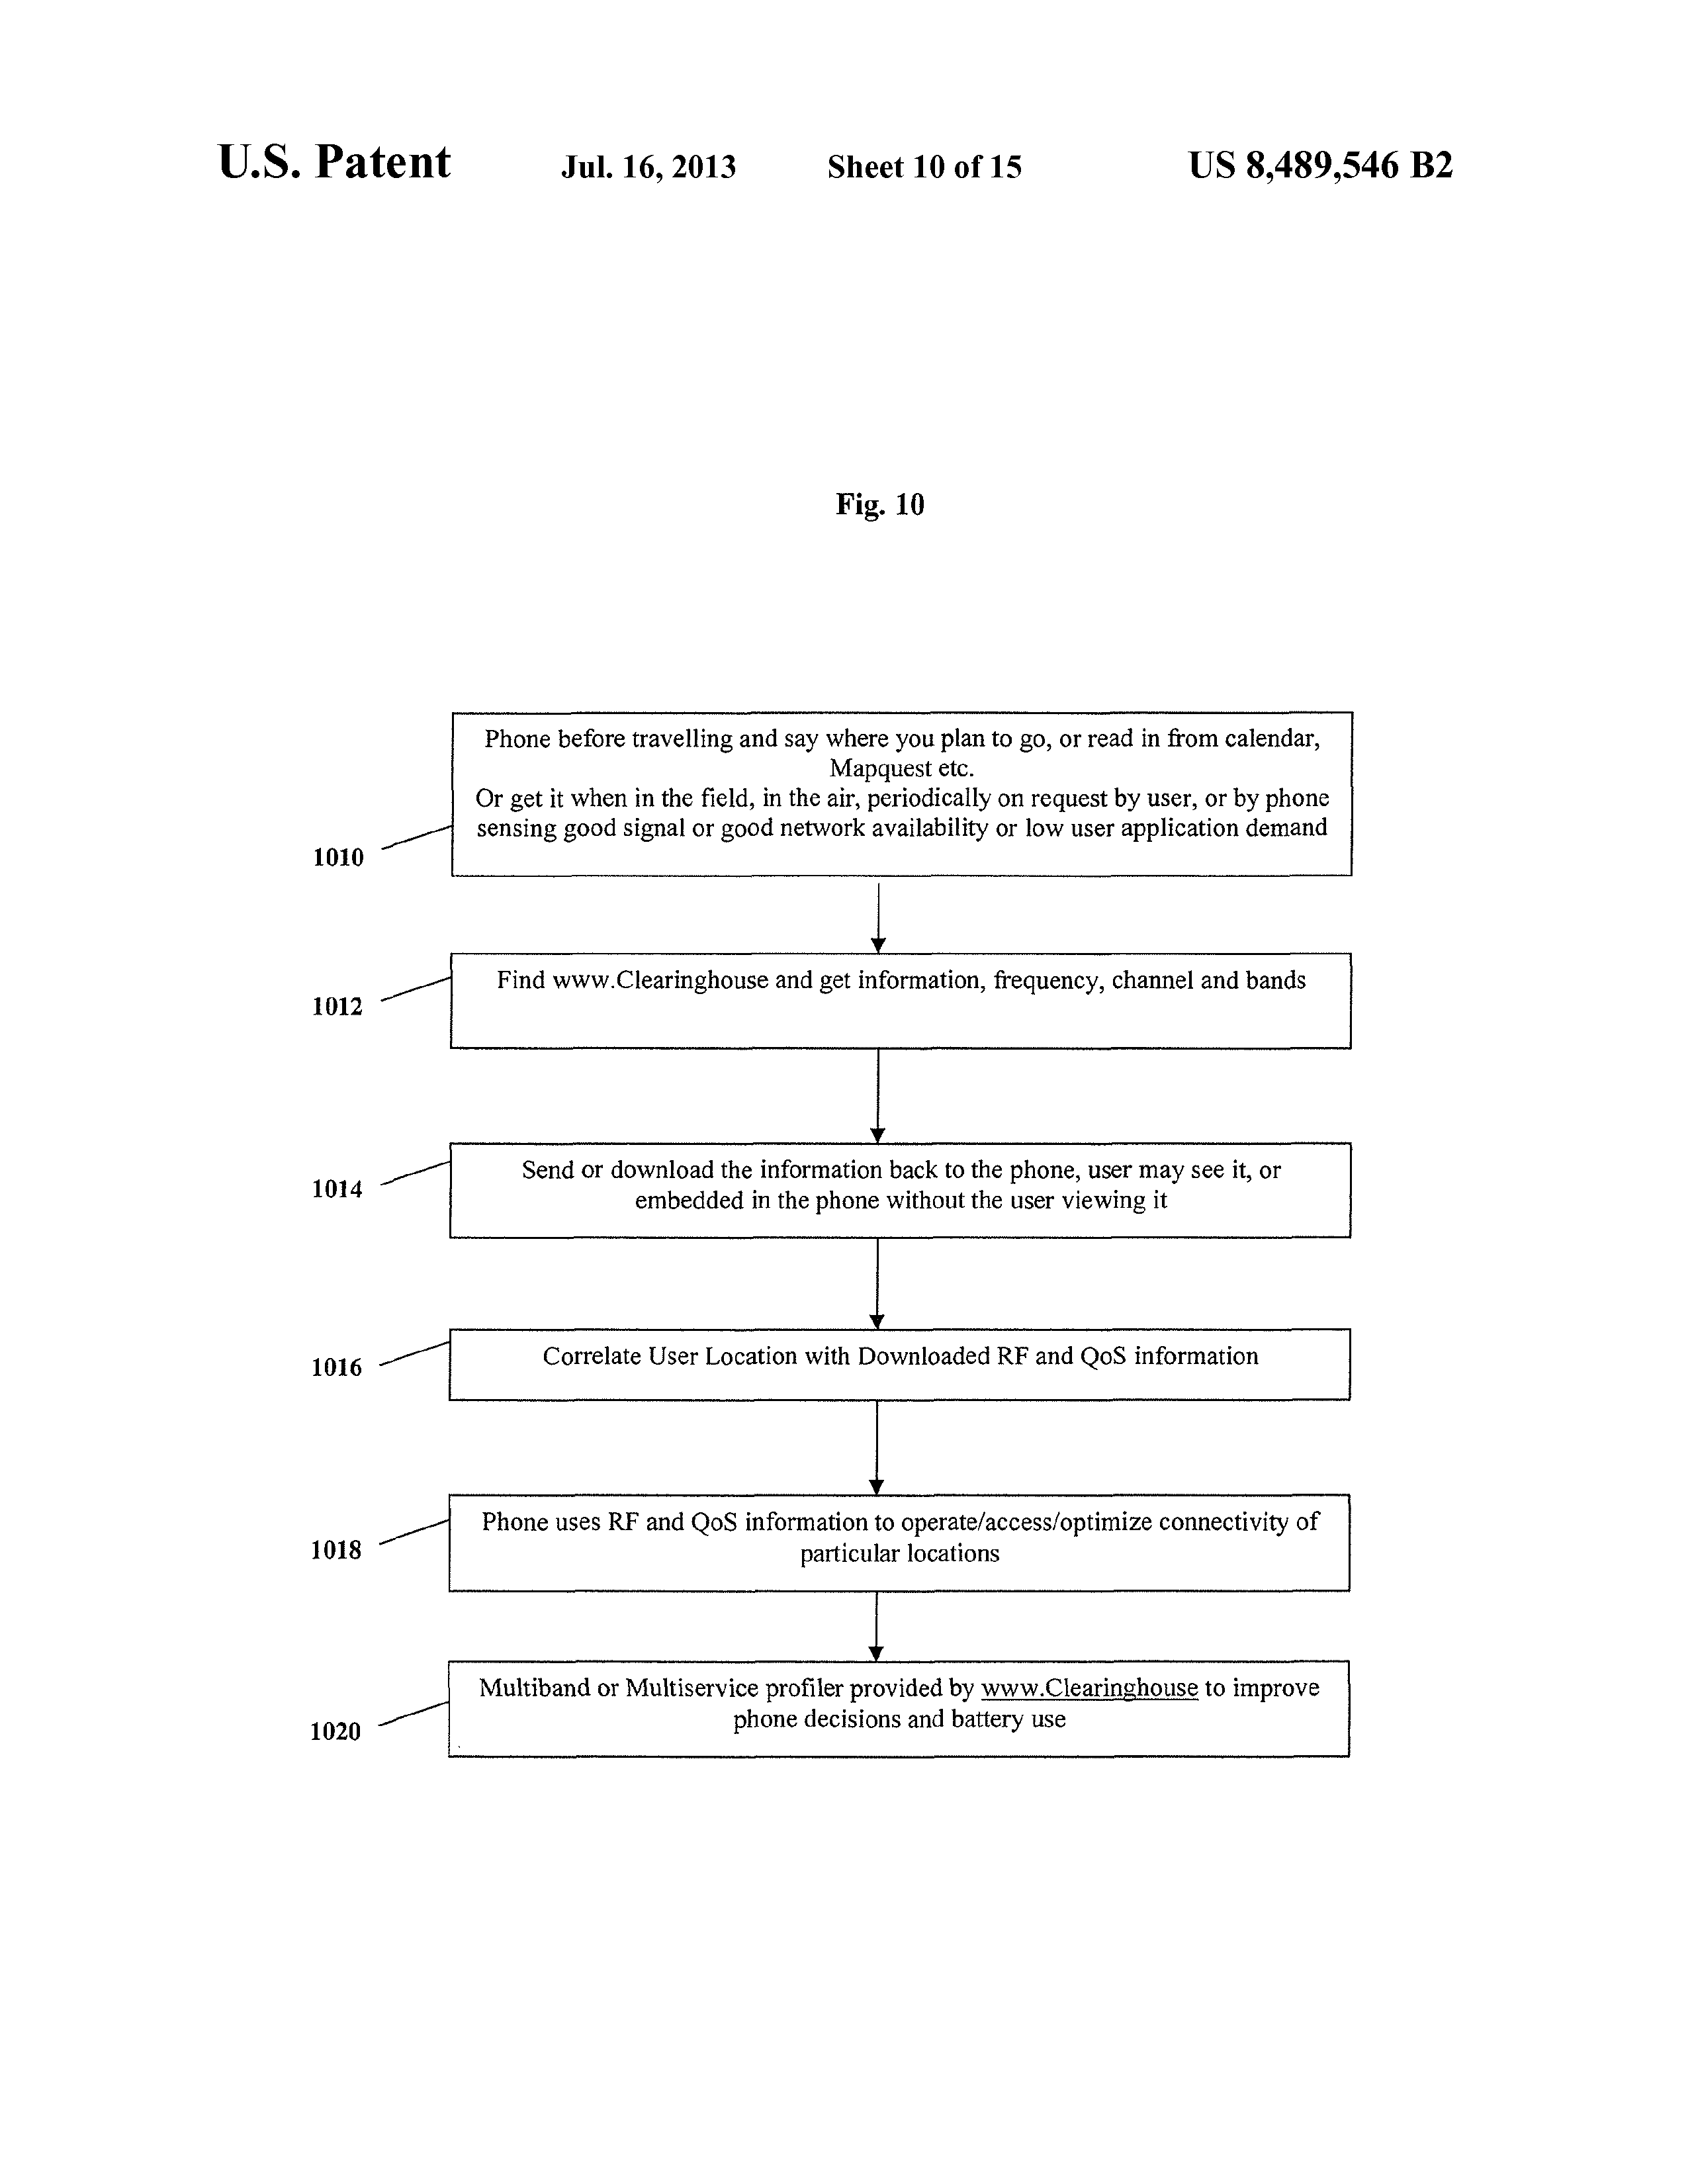 U.S. Patent Jul. 16, 2013 Sheet 10 of 15 US 8,489,546 B2
Fig. 10
Phone before travelling and say where you plan to go, or read in from calendar,
Mapquest etc.
Or get it when in the field, in the air, periodically on request by user, or by phone
sensing good signal or good network availability or low user application demand
1010
Find www.Clearinghouse and get information, frequency, channel and bands
1012
Send or download the information back to the phone, user may see it, or
embedded in the phone without the user viewing it
1014
Correlate User Location with Downloaded RF and QoS information
1016
Phone uses RF and QoS information to operate/access/optimize connectivity of
particular locations
1018
Multiband or Multiservice profiler provided by www.Clearinghouse to improve
phone decisions and battery use
1020